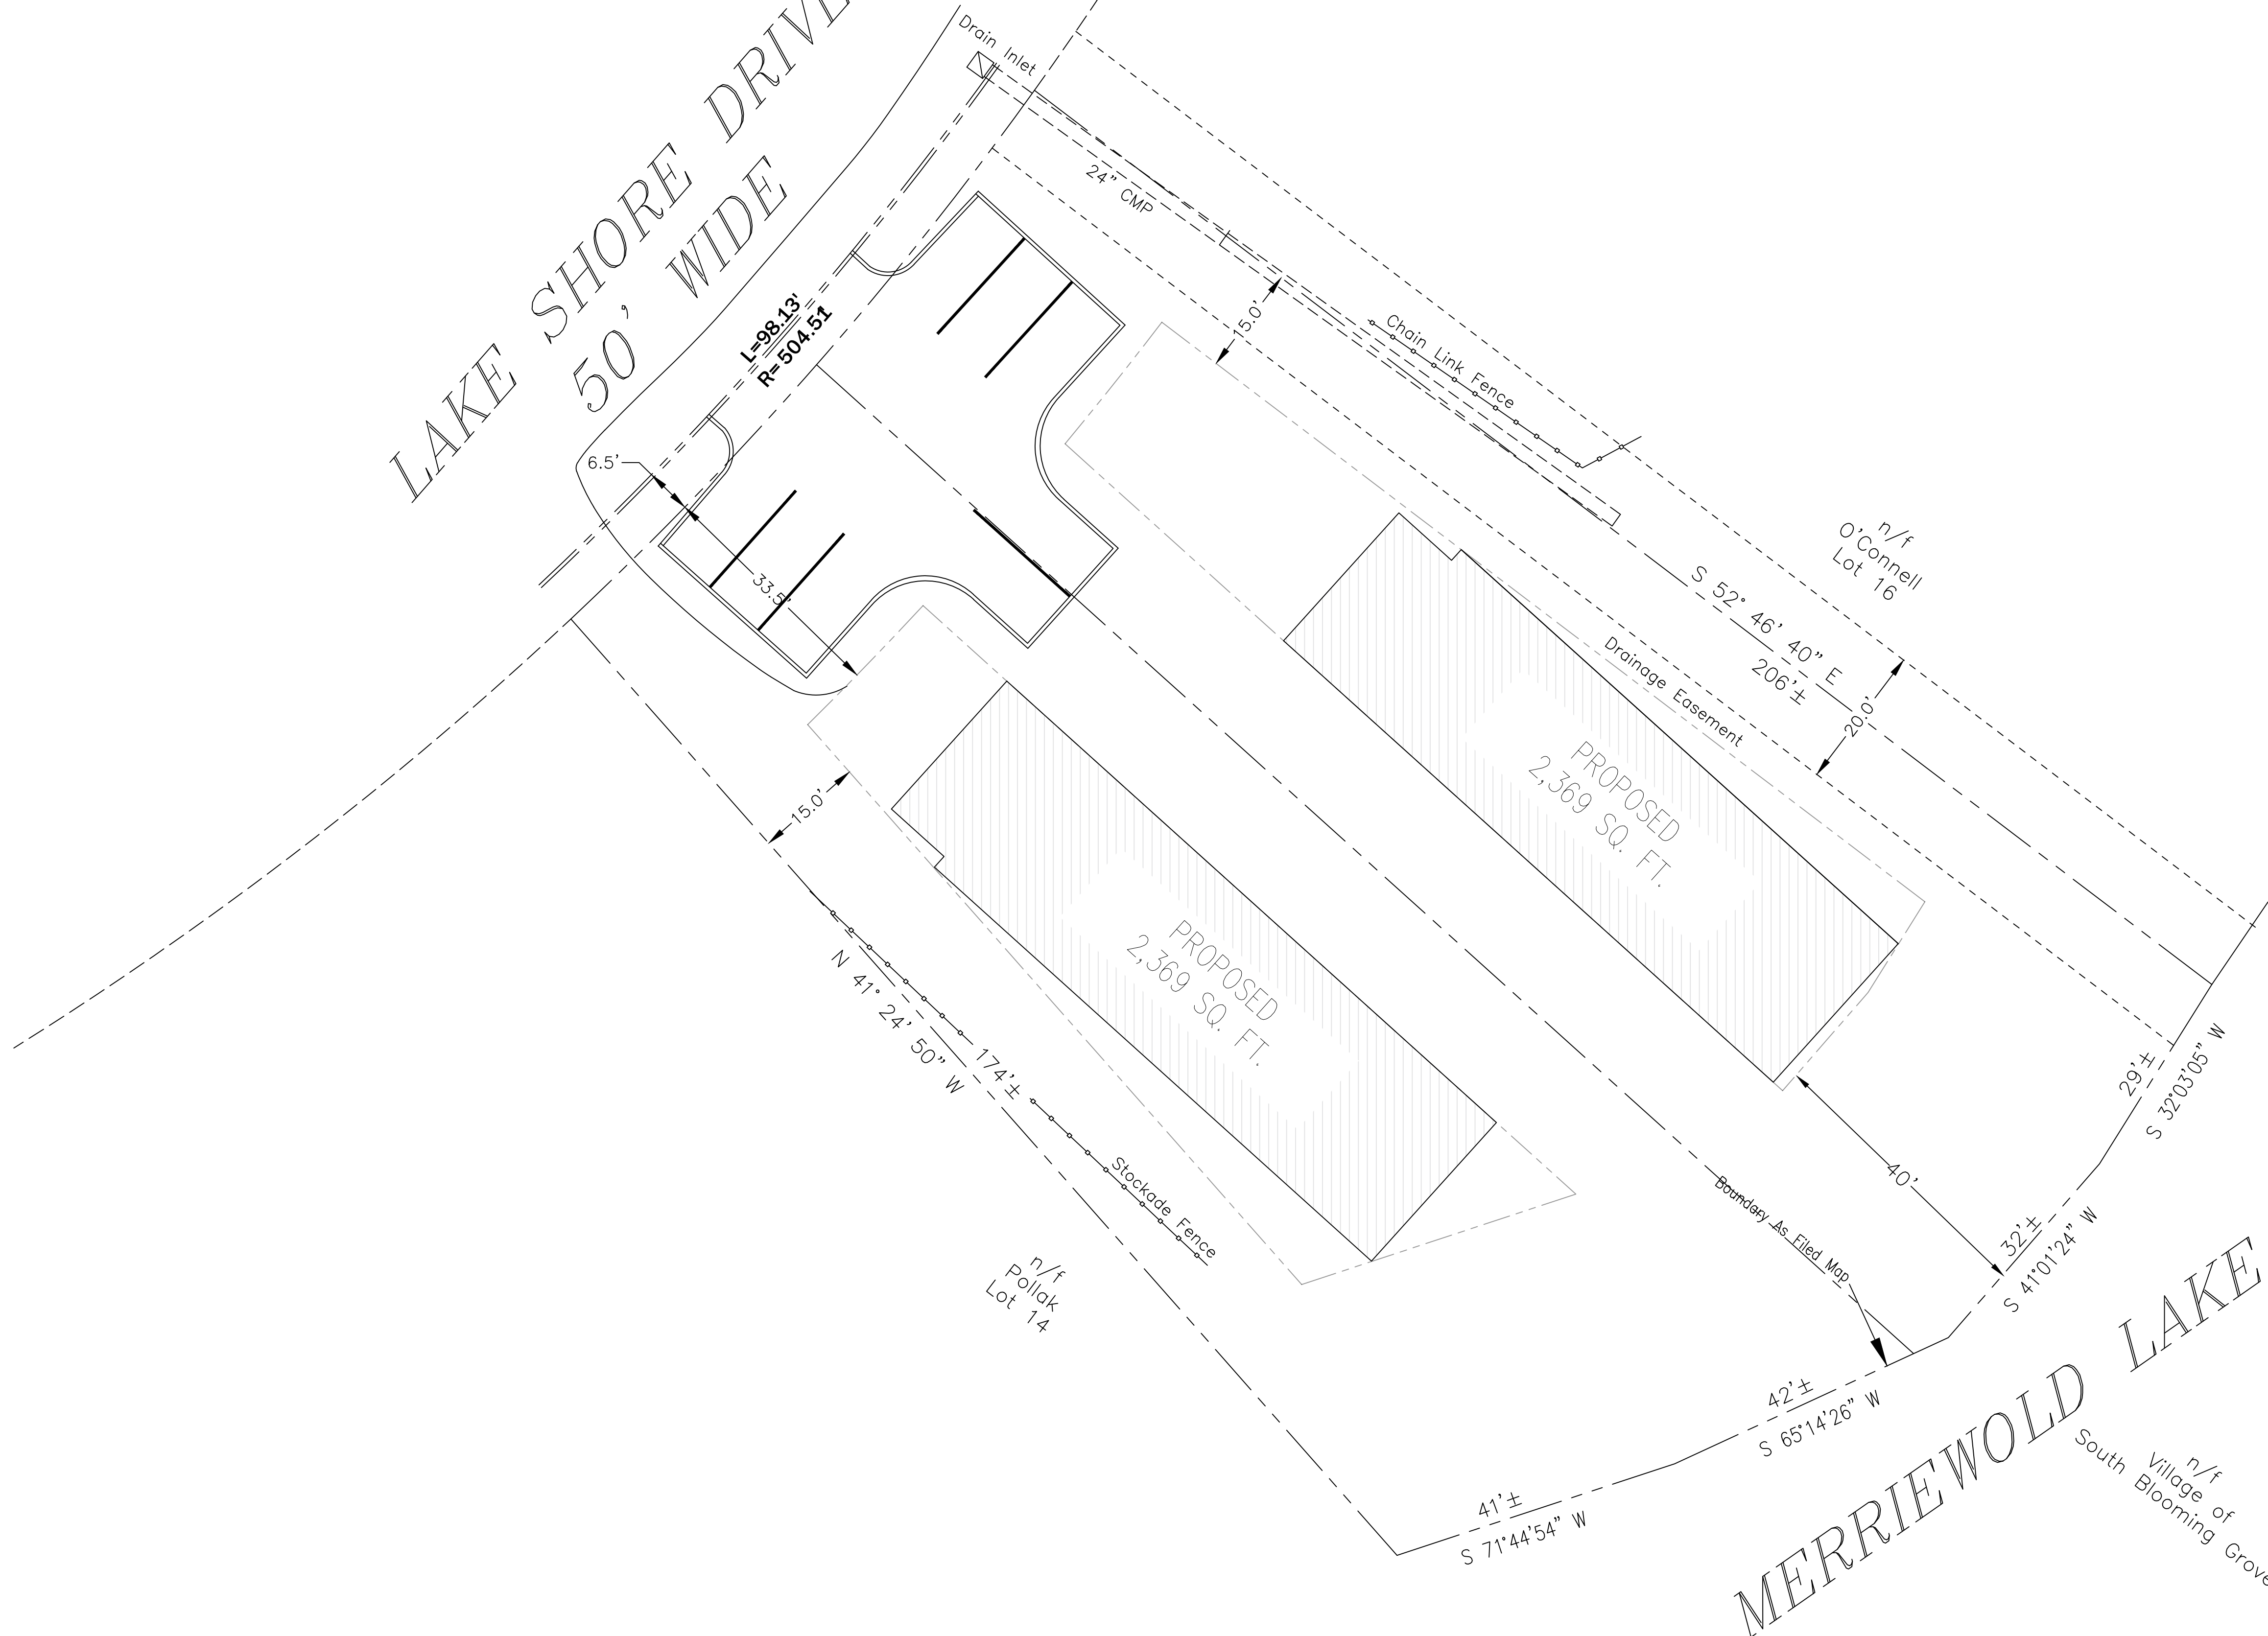 LAKE SHORE DRIVE
50' WIDE
Drain Inlet
24" CMP
L=98.13'
R=504.51'
6.5'
33.5'
15.0'
Chain Link Fence
n/f
O'Connell
Lot 16
S 52° 46' 40" E
206'±
Drainage Easement
20.0'
PROPOSED
2,369 SQ. FT.
15.0'
PROPOSED
2,369 SQ. FT.
N 41° 24' 50" W
174'±
Stockade Fence
n/f
Pollak
Lot 14
Boundary As Filed Map
40'
29'±
S 32°03'05" W
32'±
S 41°01'24" W
42'±
S 65°14'26" W
41'±
S 71°44'54" W
MERRIEWOLD LAKE
n/f
Village of
South Blooming Grove